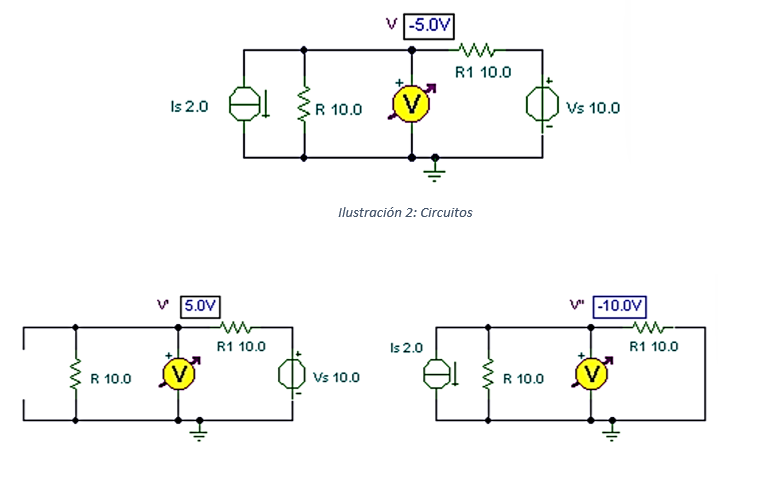 V -5.0V
R1 10.0
Is 2.0
R 10.0
+
V
+
Vs 10.0
-
Ilustración 2: Circuitos
V' 5.0V
R1 10.0
R 10.0
+
V
+
Vs 10.0
-
V" -10.0V
R1 10.0
Is 2.0
R 10.0
+
V